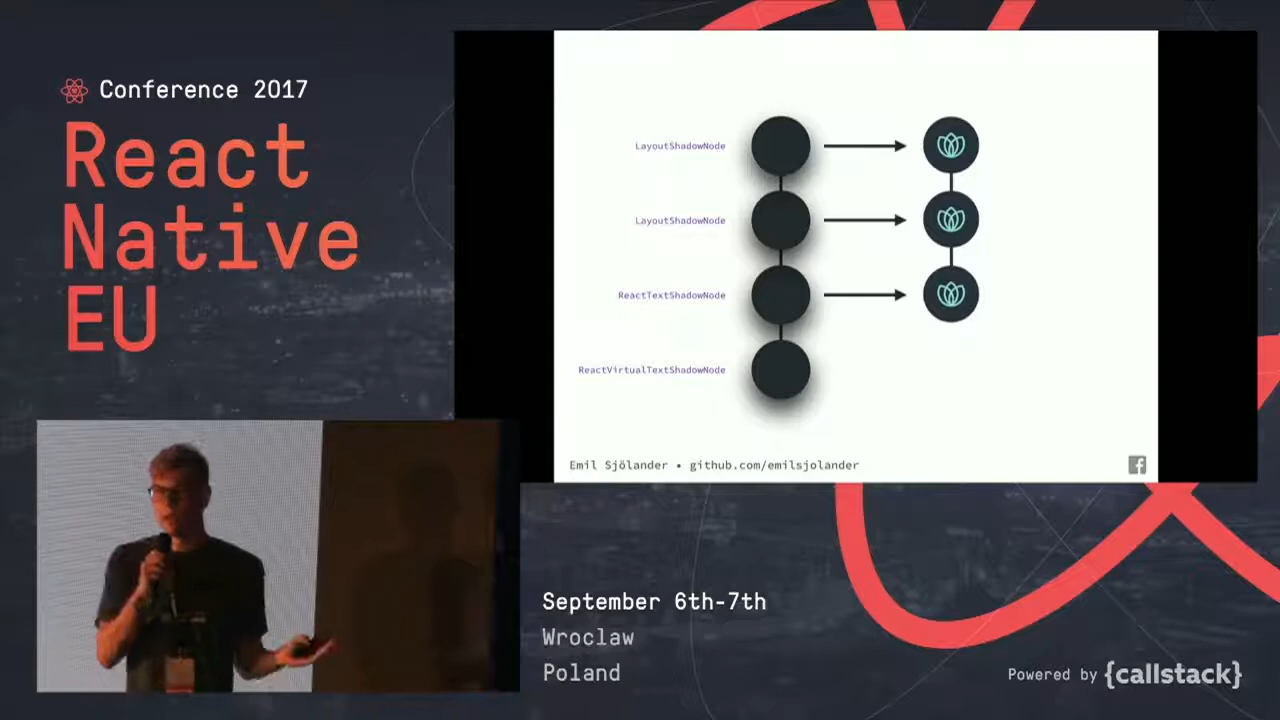 Conference 2017
React
Native
EU
LayoutShadowNode
LayoutShadowNode
ReactTextShadowNode
ReactVirtualTextShadowNode
Emil Sjölander • github.com/emilsjolander
September 6th-7th
Wroclaw
Poland
Powered by {callstack}